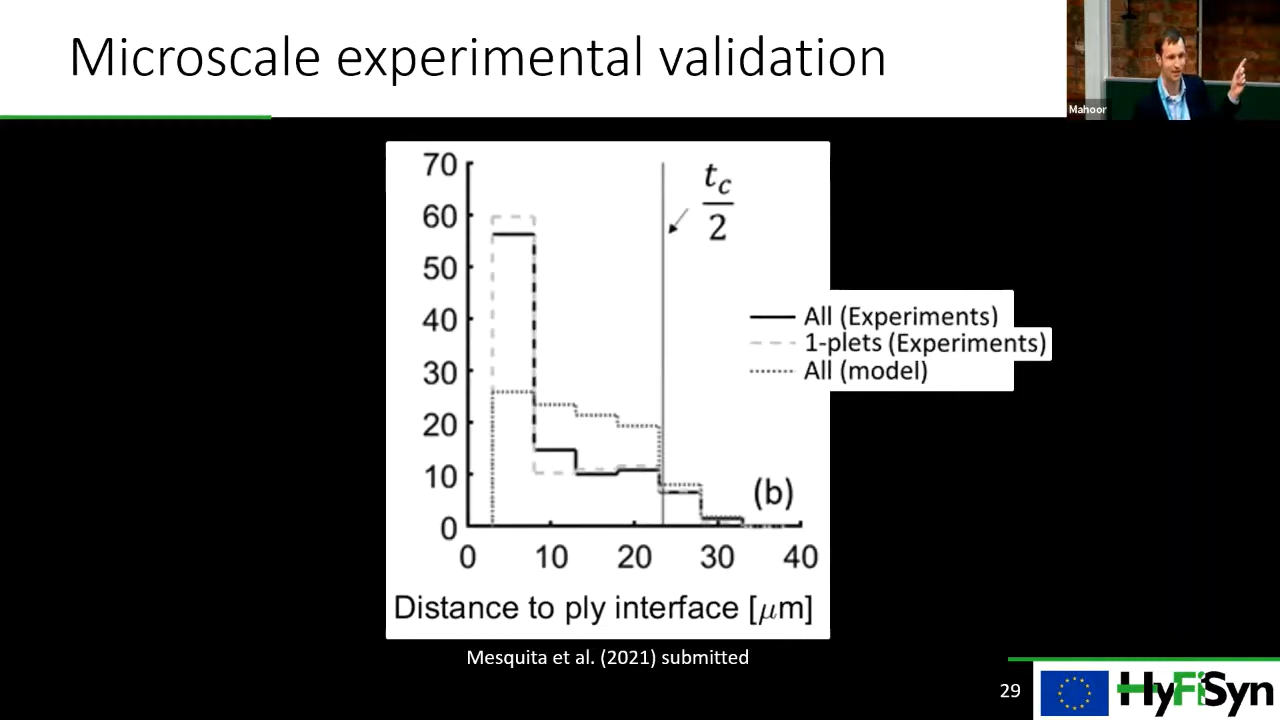 Microscale experimental validation
Mahoor
70
60
50
40
30
20
10
0
t_c
2
All (Experiments)
1-plets (Experiments)
All (model)
(b)
0 10 20 30 40
Distance to ply interface [μm]
Mesquita et al. (2021) submitted
29
HyFiSyn